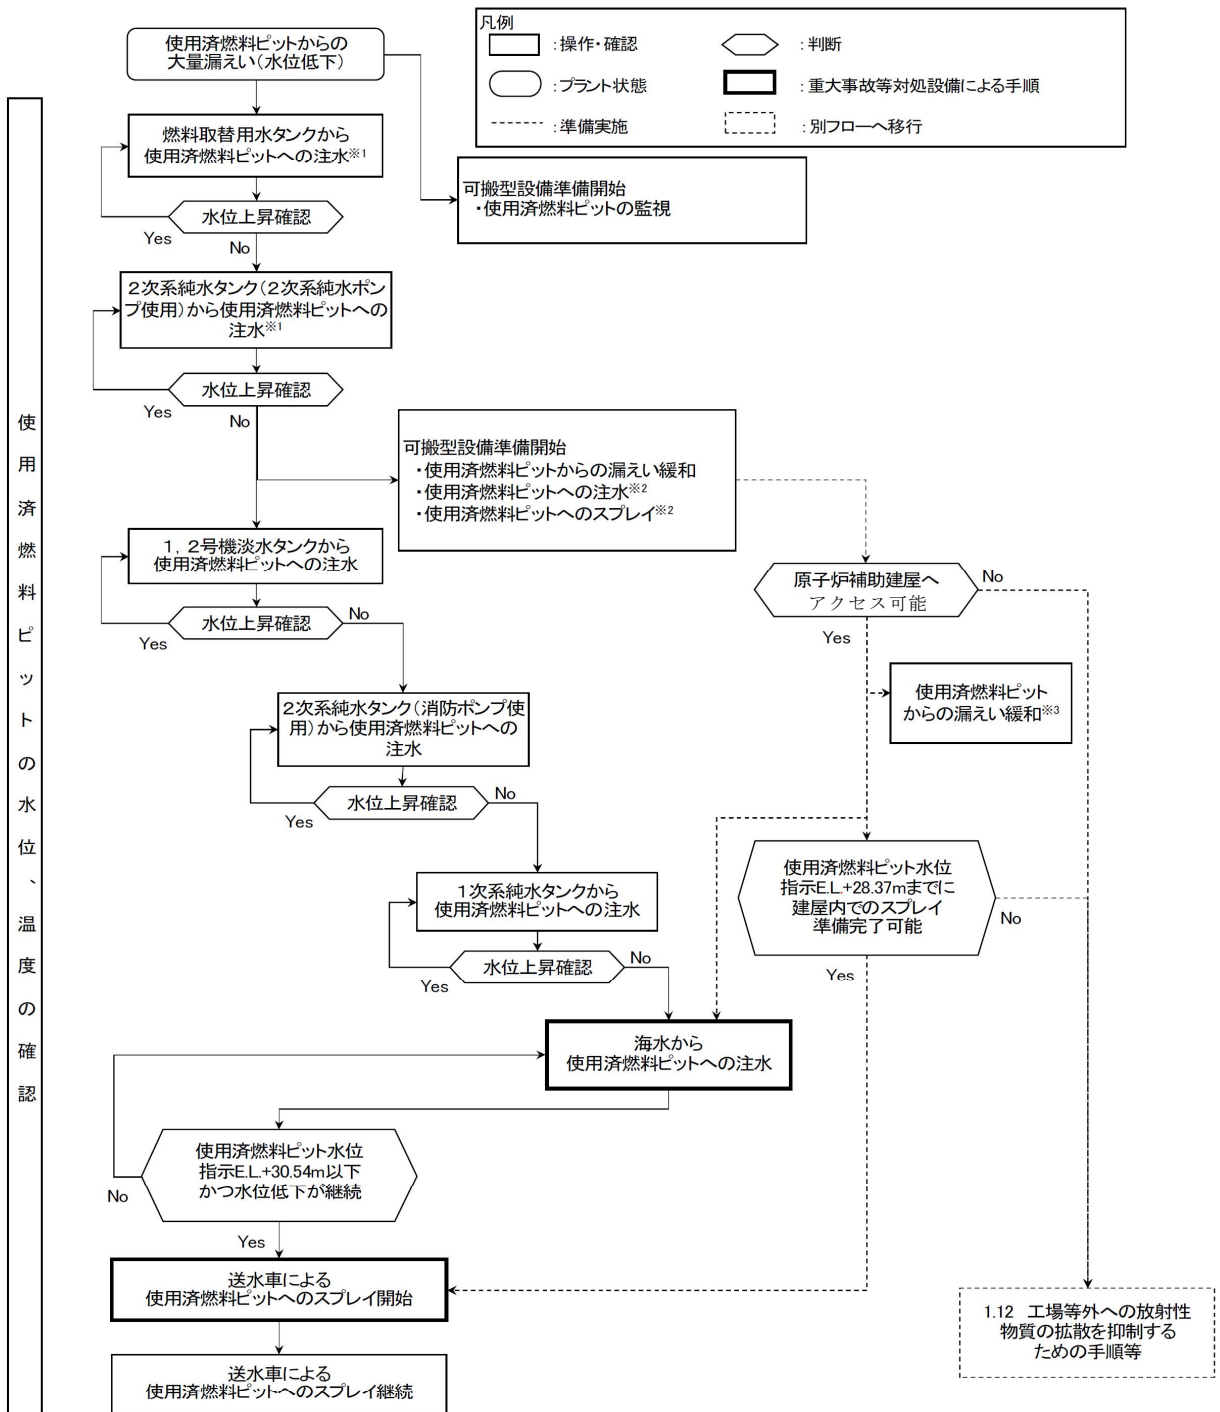 使用済燃料ピットからの
大量漏えい（水位低下）
凡例
：操作・確認
：判断
：プラント状態
：重大事故等対処設備による手順
：準備実施
：別フローへ移行
使用済燃料ピットの水位、温度の確認
燃料取替用水タンクから
使用済燃料ピットへの注水※1
可搬型設備準備開始
・使用済燃料ピットの監視
水位上昇確認
Yes
No
２次系純水タンク（２次系純水ポン
プ使用）から使用済燃料ピットへの
注水※1
水位上昇確認
Yes
No
可搬型設備準備開始
・使用済燃料ピットからの漏えい緩和
・使用済燃料ピットへの注水※2
・使用済燃料ピットへのスプレイ※2
１，２号機淡水タンクから
使用済燃料ピットへの注水
原子炉補助建屋へ
アクセス可能
No
Yes
水位上昇確認
No
Yes
使用済燃料ピット
からの漏えい緩和※3
２次系純水タンク（消防ポンプ使
用）から使用済燃料ピットへの
注水
水位上昇確認
No
Yes
使用済燃料ピット水位
指示E.L.+28.37mまでに
建屋内でのスプレイ
準備完了可能
No
Yes
１次系純水タンクから
使用済燃料ピットへの注水
水位上昇確認
No
Yes
海水から
使用済燃料ピットへの注水
使用済燃料ピット水位
指示E.L.+30.54m以下
かつ水位低下が継続
No
Yes
送水車による
使用済燃料ピットへのスプレイ開始
1.12　工場等外への放射性
物質の拡散を抑制する
ための手順等
送水車による
使用済燃料ピットへのスプレイ継続